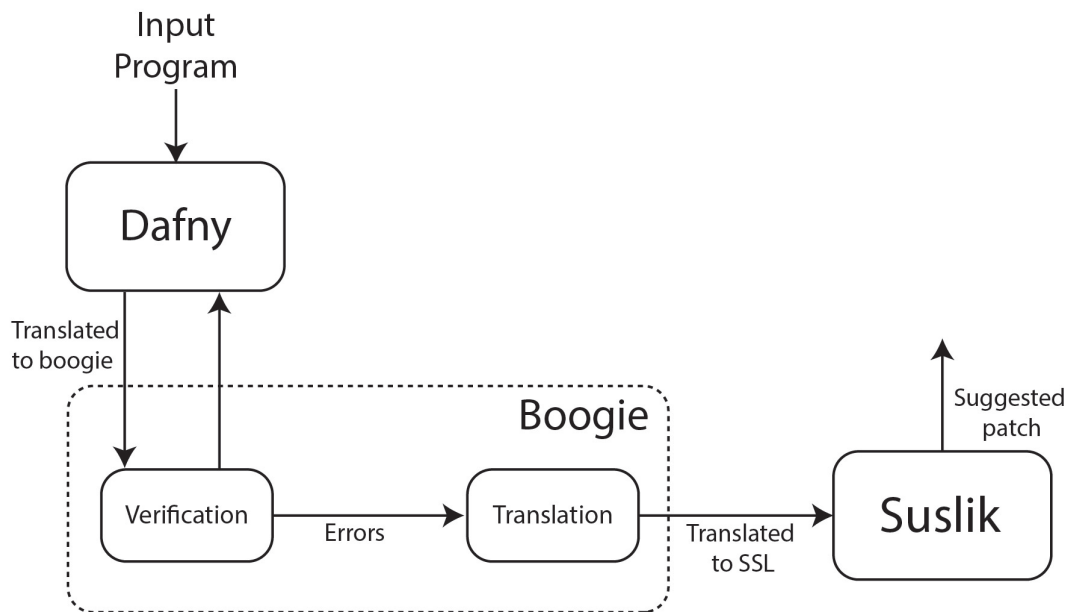 Input
Program
Dafny
Translated
to boogie
Boogie
Verification
Errors
Translation
Translated
to SSL
Suslik
Suggested
patch